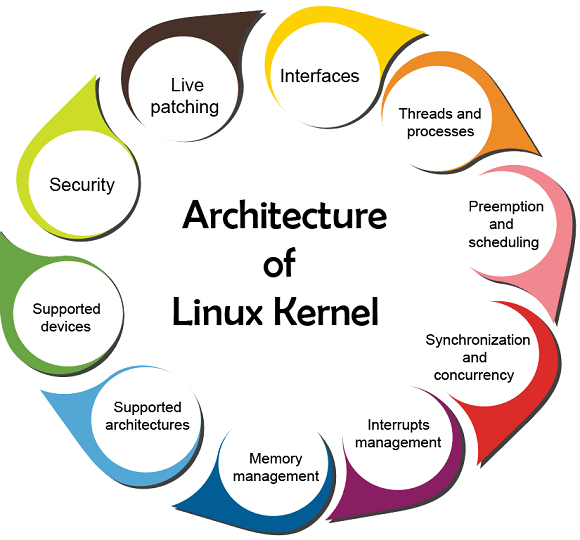 Architecture
of
Linux Kernel
Interfaces
Threads and
processes
Preemption
and
scheduling
Synchronization
and
concurrency
Interrupts
management
Memory
management
Supported
architectures
Supported
devices
Security
Live
patching